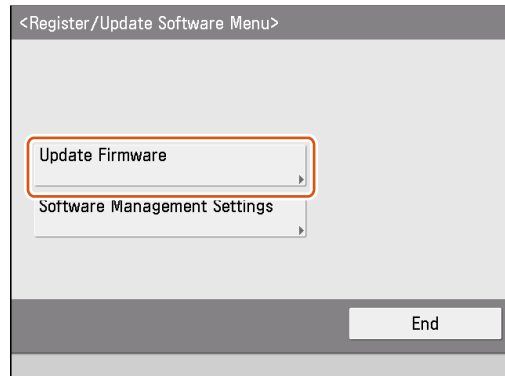 <Register/Update Software Menu>
Update Firmware
Software Management Settings
End